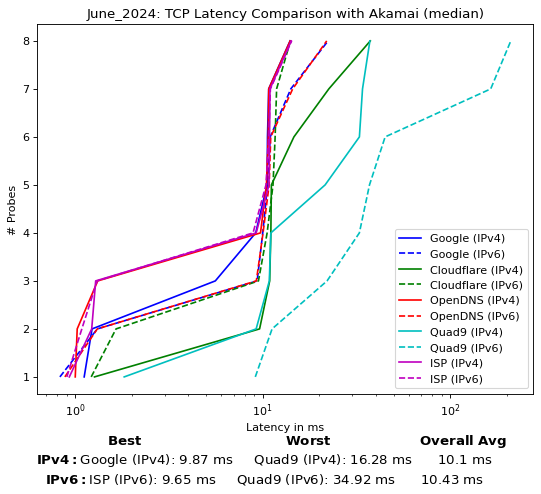 June_2024: TCP Latency Comparison with Akamai (median)
8
7
6
5
4
3
2
1
# Probes
Google (IPv4)
Google (IPv6)
Cloudflare (IPv4)
Cloudflare (IPv6)
OpenDNS (IPv4)
OpenDNS (IPv6)
Quad9 (IPv4)
Quad9 (IPv6)
ISP (IPv4)
ISP (IPv6)
10⁰ 10¹ 10²
Latency in ms
Best Worst Overall Avg
IPv4: Google (IPv4): 9.87 ms Quad9 (IPv4): 16.28 ms 10.1 ms
IPv6: ISP (IPv6): 9.65 ms Quad9 (IPv6): 34.92 ms 10.43 ms